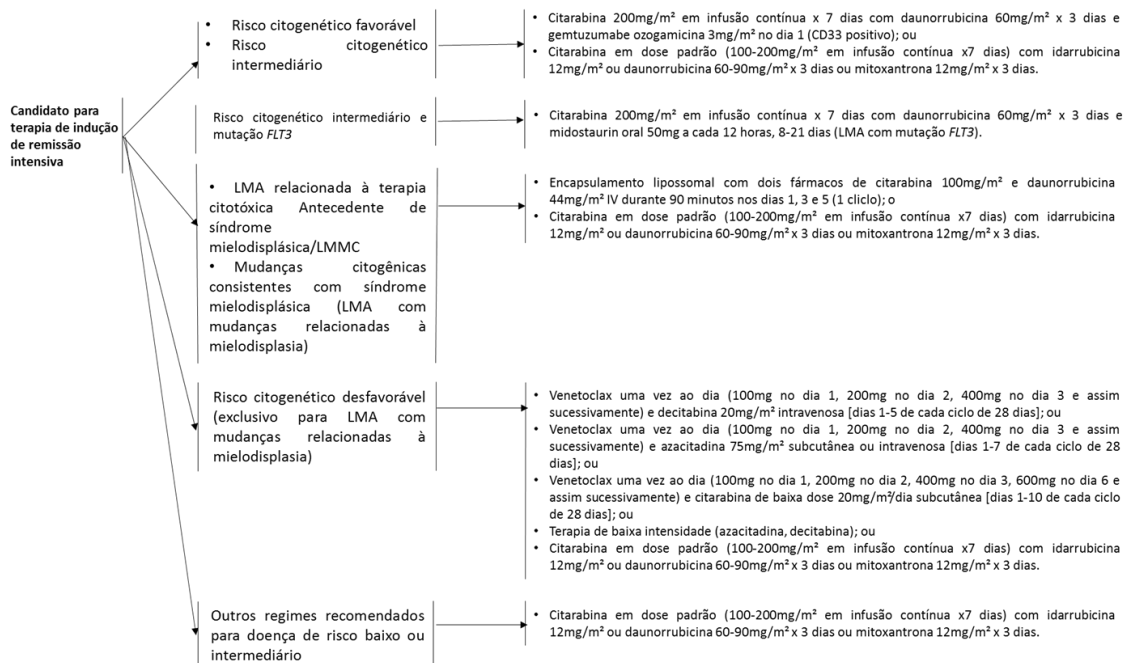 Candidato para
terapia de indução
de remissão
intensiva
• Risco citogenético favorável
• Risco citogenético
intermediário
• Citarabina 200mg/m² em infusão contínua x 7 dias com daunorrubicina 60mg/m² x 3 dias e
gemtuzumabe ozogamicina 3mg/m² no dia 1 (CD33 positivo); ou
• Citarabina em dose padrão (100-200mg/m² em infusão contínua x7 dias) com idarrubicina
12mg/m² ou daunorrubicina 60-90mg/m² x 3 dias ou mitoxantrona 12mg/m² x 3 dias.
Risco citogenético intermediário e
mutação FLT3
• Citarabina 200mg/m² em infusão contínua x 7 dias com daunorrubicina 60mg/m² x 3 dias e
midostaurin oral 50mg a cada 12 horas, 8-21 dias (LMA com mutação FLT3).
• LMA relacionada à terapia
citotóxica Antecedente de
síndrome
mielodisplásica/LMMC
• Mudanças citogênicas
consistentes com síndrome
mielodisplásica (LMA com
mudanças relacionadas à
mielodisplasia)
• Encapsulamento lipossomal com dois fármacos de citarabina 100mg/m² e daunorrubicina
44mg/m² IV durante 90 minutos nos dias 1, 3 e 5 (1 cliclo); o
• Citarabina em dose padrão (100-200mg/m² em infusão contínua x7 dias) com idarrubicina
12mg/m² ou daunorrubicina 60-90mg/m² x 3 dias ou mitoxantrona 12mg/m² x 3 dias.
Risco citogenético desfavorável
(exclusivo para LMA com
mudanças relacionadas à
mielodisplasia)
• Venetoclax uma vez ao dia (100mg no dia 1, 200mg no dia 2, 400mg no dia 3 e assim
sucessivamente) e decitabina 20mg/m² intravenosa [dias 1-5 de cada ciclo de 28 dias]; ou
• Venetoclax uma vez ao dia (100mg no dia 1, 200mg no dia 2, 400mg no dia 3 e assim
sucessivamente) e azacitadina 75mg/m² subcutânea ou intravenosa [dias 1-7 de cada ciclo de 28
dias]; ou
• Venetoclax uma vez ao dia (100mg no dia 1, 200mg no dia 2, 400mg no dia 3, 600mg no dia 6 e
assim sucessivamente) e citarabina de baixa dose 20mg/m²/dia subcutânea [dias 1-10 de cada ciclo
de 28 dias]; ou
• Terapia de baixa intensidade (azacitadina, decitabina); ou
• Citarabina em dose padrão (100-200mg/m² em infusão contínua x7 dias) com idarrubicina
12mg/m² ou daunorrubicina 60-90mg/m² x 3 dias ou mitoxantrona 12mg/m² x 3 dias.
Outros regimes recomendados
para doença de risco baixo ou
intermediário
• Citarabina em dose padrão (100-200mg/m² em infusão contínua x7 dias) com idarrubicina
12mg/m² ou daunorrubicina 60-90mg/m² x 3 dias ou mitoxantrona 12mg/m² x 3 dias.